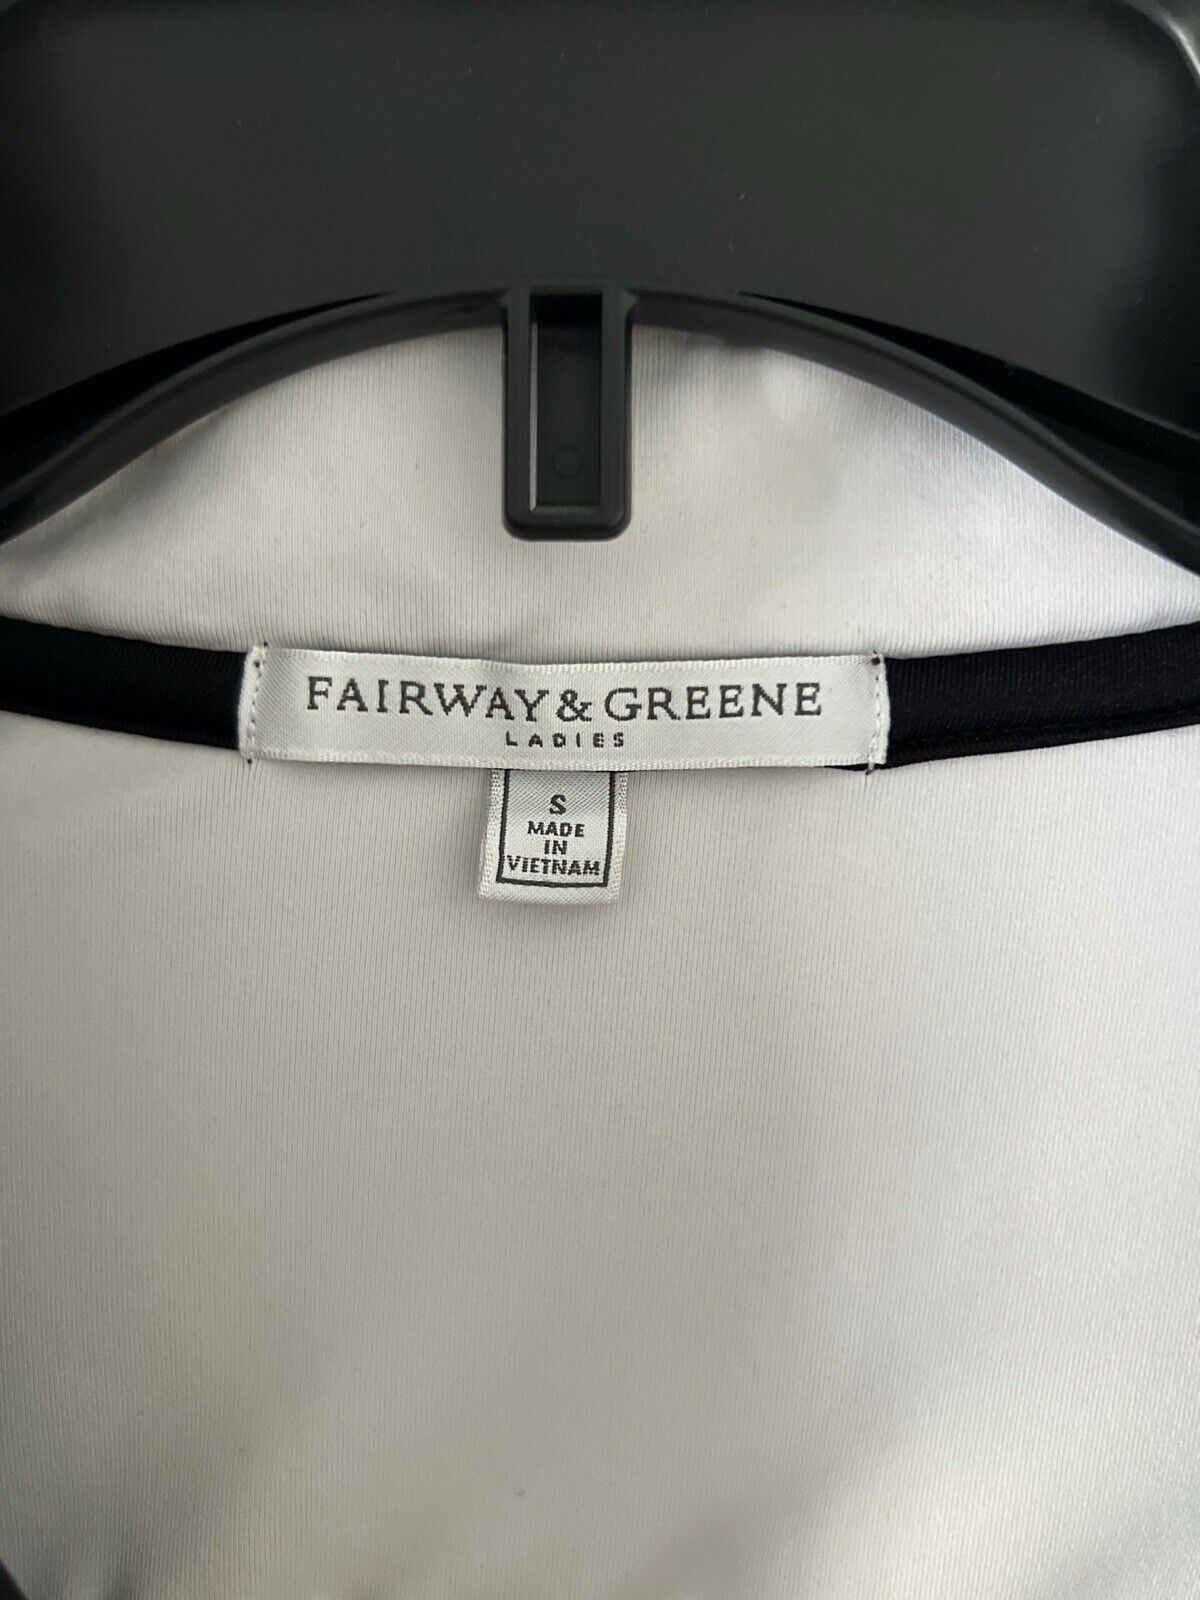 FAIRWAY & GREENE
LADIES
S
MADE
IN
VIETNAM